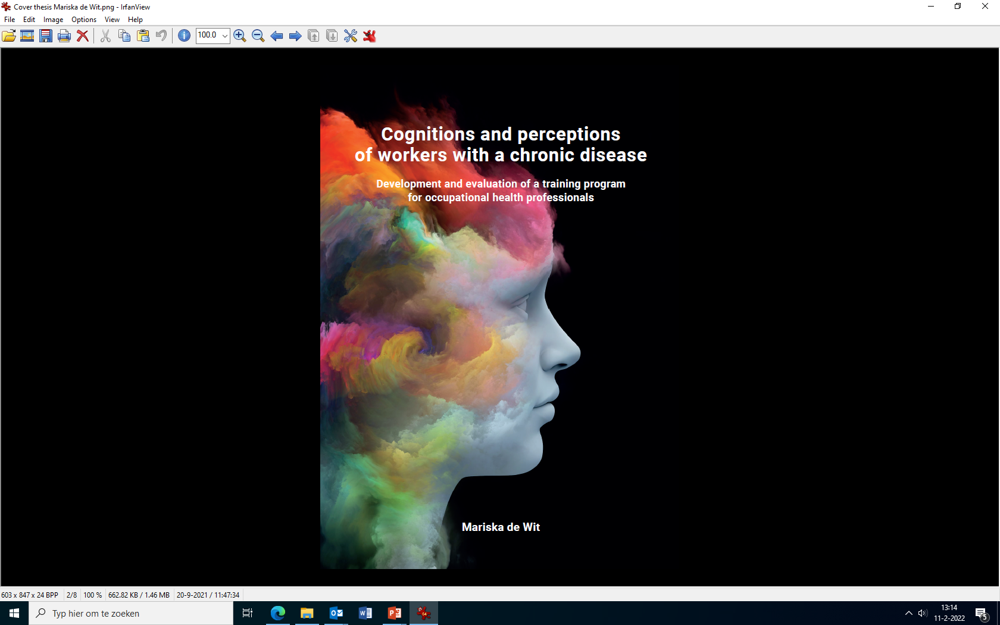 Cover thesis Mariska de Wit.png - IrfanView
File Edit Image Options View Help
100.0
Cognitions and perceptions
of workers with a chronic disease
Development and evaluation of a training program
for occupational health professionals
Mariska de Wit
603 x 847 x 24 BPP 2/8 100 % 662.82 KB / 1.46 MB 20-9-2021 / 11:47:34
Typ hier om te zoeken
13:14
11-2-2022
5